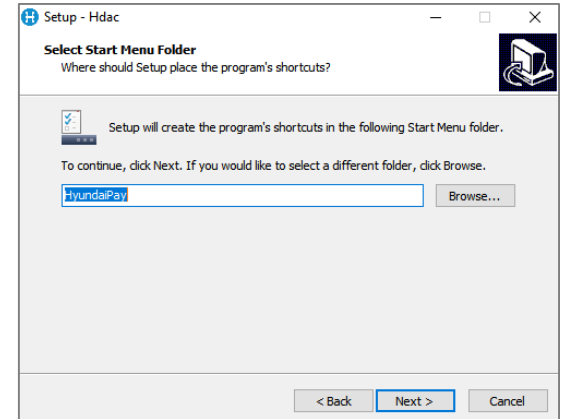 Setup - Hdac
Select Start Menu Folder
Where should Setup place the program's shortcuts?
Setup will create the program's shortcuts in the following Start Menu folder.
To continue, click Next. If you would like to select a different folder, click Browse.
HyundaiPay
Browse...
< Back
Next >
Cancel